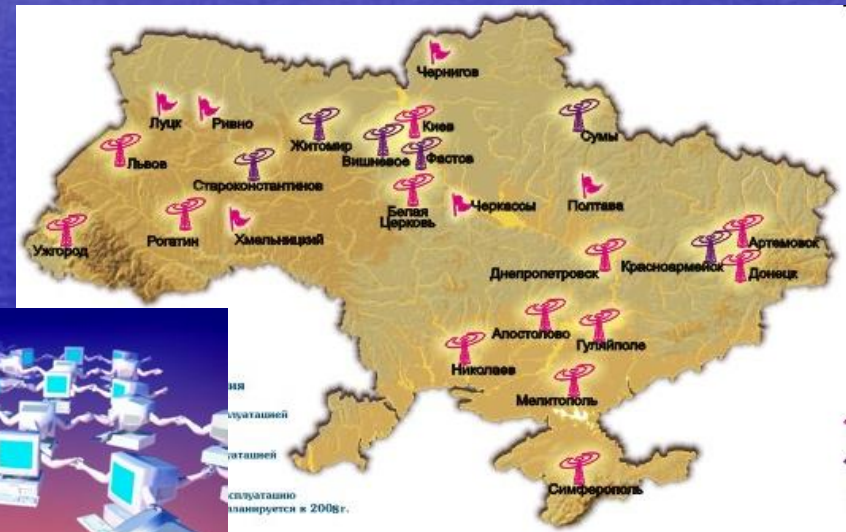 Чернигов
Луцк
Ривно
Житомир
Киев
Сумы
Вишневое
Фастов
Львов
Староконстантинов
Белая
Церковь
Черкассы
Полтава
Ужгород
Рогатин
Хмельницкий
Артемовск
Красноармейск
Днепропетровск
Донецк
Апостолово
Гуляйполе
Николаев
Мелитополь
Симферополь
планируется в 2008г.